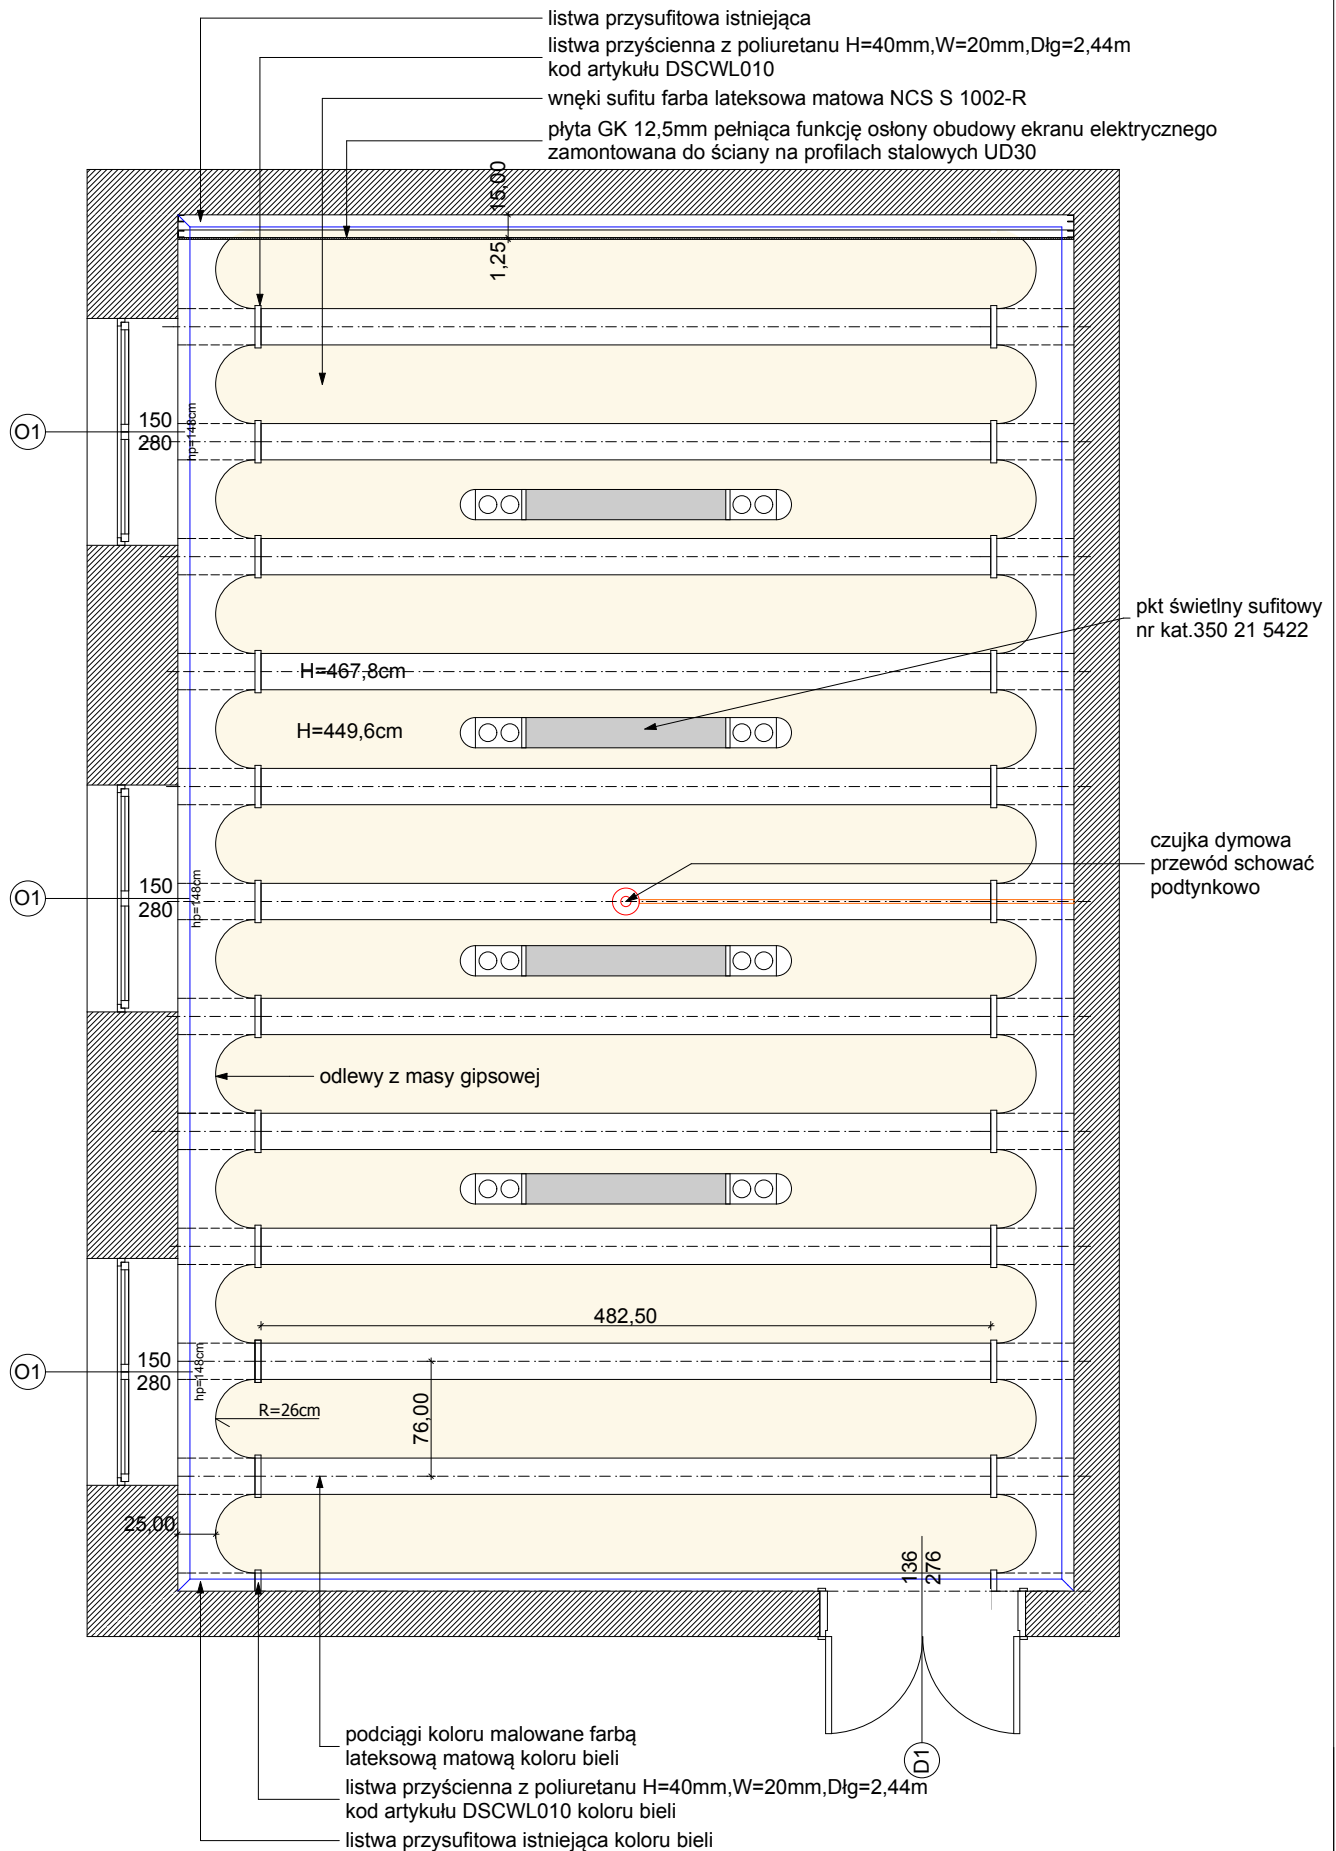 listwa przysufitowa istniejąca
listwa przyścienna z poliuretanu H=40mm,W=20mm,Dłg=2,44m
kod artykułu DSCWL010
wnęki sufitu farba lateksowa matowa NCS S 1002-R
płyta GK 12,5mm pełniąca funkcję osłony obudowy ekranu elektrycznego
zamontowana do ściany na profilach stalowych UD30
15,00
1,25
O1
150
280
hp=148cm
pkt świetlny sufitowy
nr kat.350 21 5422
H=467,8cm
H=449,6cm
czujka dymowa
przewód schować
podtynkowo
O1
150
280
hp=148cm
odlewy z masy gipsowej
482,50
O1
150
280
hp=148cm
R=26cm
76,00
25,00
136
276
D1
podciągi koloru malowane farbą
lateksową matową koloru bieli
listwa przyścienna z poliuretanu H=40mm,W=20mm,Dłg=2,44m
kod artykułu DSCWL010 koloru bieli
listwa przysufitowa istniejąca koloru bieli